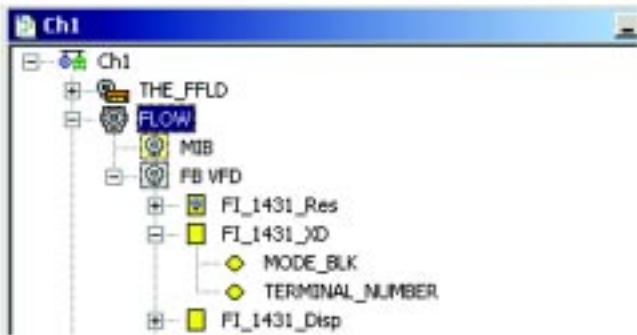 Ch1
Ch1
THE_FFLD
FLOW
MIB
FB VFD
FI_1431_Res
FI_1431_XD
MODE_BLK
TERMINAL_NUMBER
FI_1431_Disp